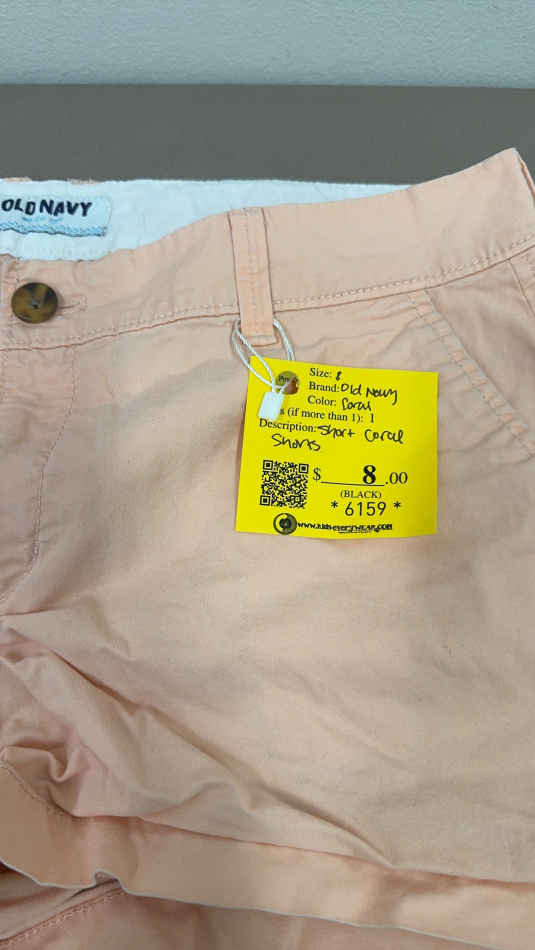 OLD NAVY
Size: 8
Brand: Old Navy
Color: Coral
s (if more than 1): 1
Description: Short Coral
Shorts
$ 8 .00
(BLACK)
* 6159 *